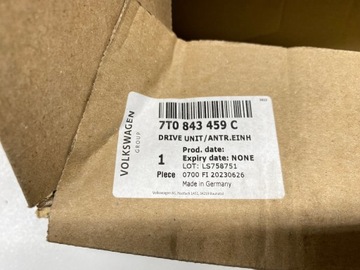 VOLKSWAGEN
GROUP
7T0 843 459 C
DRIVE UNIT/ANTR.EINH
Prod. date:
1 Expiry date: NONE
LOT: LS758751
Piece 0700 FI 20230626
Made in Germany